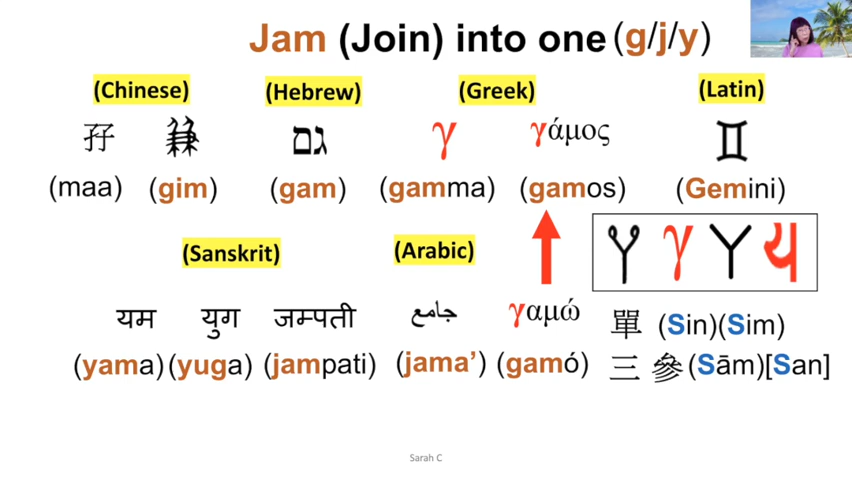 Jam (Join) into one (g/j/y)
(Chinese) (Hebrew) (Greek) (Latin)
孖 גם γ γάμος ♊
(maa) (gim) (gam) (gamma) (gamos) (Gemini)
(Sanskrit) (Arabic)
γ Y य
यम युग जम्पती جامع γαμώ 單 (Sin)(Sim)
(yama) (yuga) (jampati) (jama’) (gamó) 三 參 (Sām)[San]
Sarah C